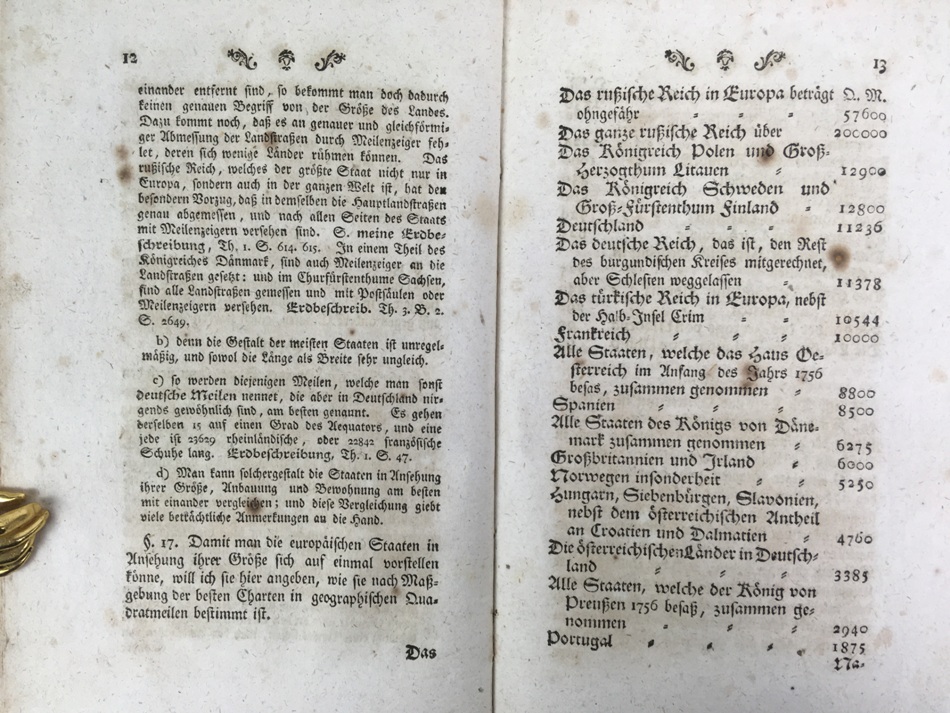 12
einander entfernt sind, so bekommt man doch dadurch
keinen genauen Begriff von der Größe des Landes.
Dazu kommt noch, daß es an genauer und gleichförmi-
ger Abmessung der Landstraßen durch Meilenzeiger feh-
let, deren sich wenige Länder rühmen können. Das
rußische Reich, welches der größte Staat nicht nur in
Europa, sondern auch in der ganzen Welt ist, hat den
besondern Vorzug, daß in demselben die Hauptlandstraßen
genau abgemessen, und nach allen Seiten des Staats
mit Meilenzeigern versehen sind. S. meine Erdbe-
schreibung, Th. 1. S. 614. 615. In einem Theil des
Königreiches Dänmark, sind auch Meilenzeiger an die
Landstraßen gesetzt: und im Churfürstenthume Sachsen,
sind alle Landstraßen gemessen und mit Postsäulen oder
Meilenzeigern versehen. Erdbeschreib. Th. 3. B. 2.
S. 2649.
b) denn die Gestalt der meisten Staaten ist unregel-
mäßig, und sowol die Länge als Breite sehr ungleich.
c) so werden diejenigen Meilen, welche man sonst
deutsche Meilen nennet, die aber in Deutschland nir-
gends gewöhnlich sind, am besten genannt. Es gehen
derselben 15 auf einen Grad des Aequators, und eine
jede ist 23629 rheinländische, oder 22842 französische
Schuhe lang. Erdbeschreibung, Th. 1. S. 47.
d) Man kann solchergestalt die Staaten in Ansehung
ihrer Größe, Anbauung und Bewohnung am besten
mit einander vergleichen; und diese Vergleichung giebt
viele beträchtliche Anmerkungen an die Hand.
§. 17. Damit man die europäischen Staaten in
Ansehung ihrer Größe sich auf einmal vorstellen
könne, will ich sie hier angeben, wie sie nach Maß-
gebung der besten Charten in geographischen Qua-
dratmeilen bestimmt ist.
Das
13
Das rußische Reich in Europa beträgt Q. M.
ohngefähr 57600
Das ganze rußische Reich über 200000
Das Königreich Polen und Groß-
Herzogthum Litauen 12900
Das Königreich Schweden und
Groß-Fürstenthum Finland 12800
Deutschland 11236
Das deutsche Reich, das ist, den Rest
des burgundischen Kreises mitgerechnet,
aber Schlesien weggelassen 11378
Das türkische Reich in Europa, nebst
der Halb-Insel Crim 10544
Frankreich 10000
Alle Staaten, welche das Haus Oe-
sterreich im Anfang des Jahrs 1756
besas, zusammen genommen 8800
Spanien 8500
Alle Staaten des Königs von Däne-
mark zusammen genommen 6275
Großbritannien und Irland 6000
Norwegen insonderheit 5250
Hungarn, Siebenbürgen, Slavonien,
nebst dem österreichischen Antheil
an Croatien und Dalmatien 4760
Die österreichischen Länder in Deutsch-
land 3385
Alle Staaten, welche der König von
Preußen 1756 besaß, zusammen ge-
nommen 2940
Portugal 1875
Na-